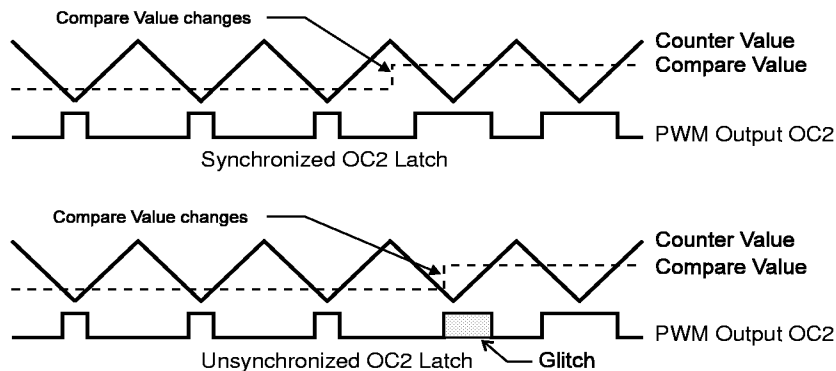 Compare Value changes
Counter Value
Compare Value
PWM Output OC2
Synchronized OC2 Latch
Compare Value changes
Counter Value
Compare Value
PWM Output OC2
Unsynchronized OC2 Latch
Glitch